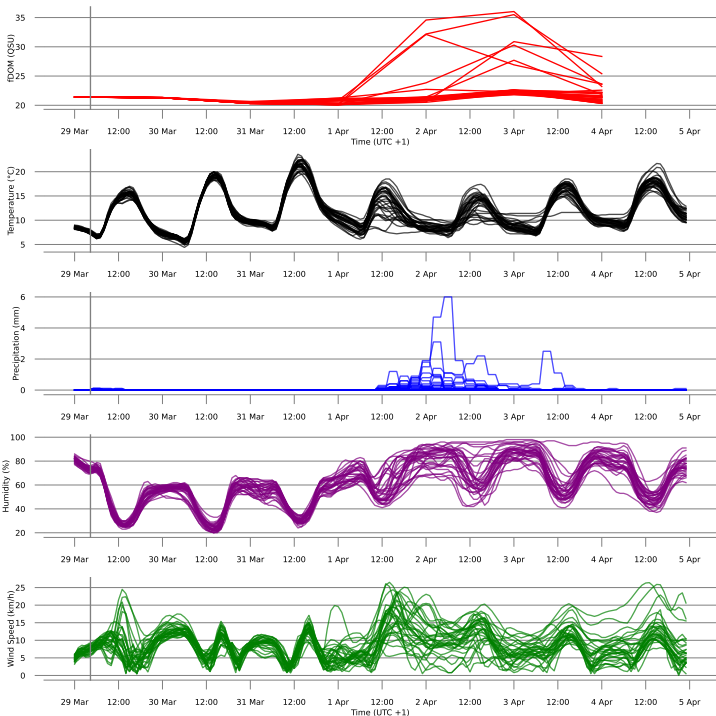 35
30
25
20
fDOM (QSU)
29 Mar 12:00 30 Mar 12:00 31 Mar 12:00 1 Apr 12:00 2 Apr 12:00 3 Apr 12:00 4 Apr 12:00 5 Apr
Time (UTC +1)
20
15
10
5
Temperature (°C)
29 Mar 12:00 30 Mar 12:00 31 Mar 12:00 1 Apr 12:00 2 Apr 12:00 3 Apr 12:00 4 Apr 12:00 5 Apr
6
4
2
0
Precipitation (mm)
29 Mar 12:00 30 Mar 12:00 31 Mar 12:00 1 Apr 12:00 2 Apr 12:00 3 Apr 12:00 4 Apr 12:00 5 Apr
100
80
60
40
20
Humidity (%)
29 Mar 12:00 30 Mar 12:00 31 Mar 12:00 1 Apr 12:00 2 Apr 12:00 3 Apr 12:00 4 Apr 12:00 5 Apr
25
20
15
10
5
0
Wind Speed (km/h)
29 Mar 12:00 30 Mar 12:00 31 Mar 12:00 1 Apr 12:00 2 Apr 12:00 3 Apr 12:00 4 Apr 12:00 5 Apr
Time (UTC +1)